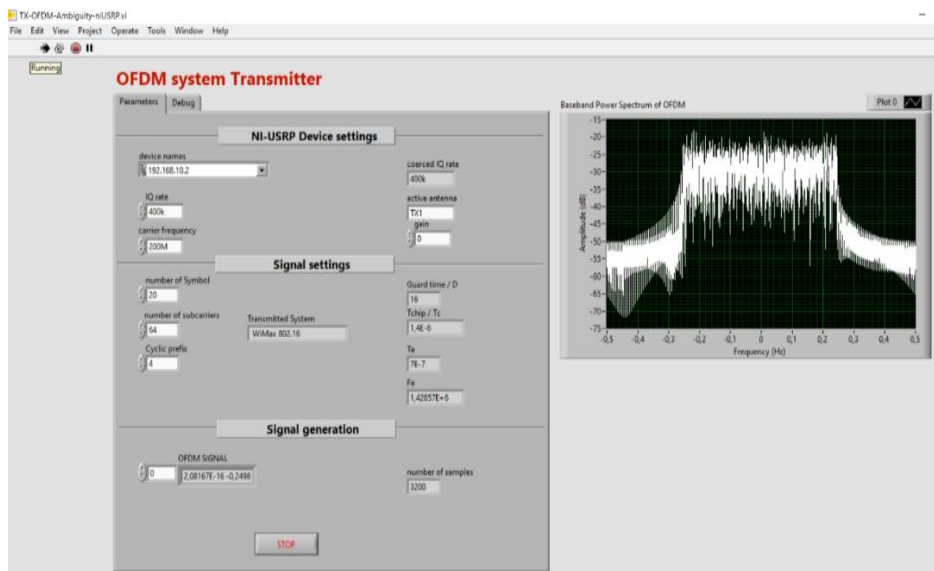 TX-OFDM-Ambiguity-niUSRP.vi
File Edit View Project Operate Tools Window Help
Running
OFDM system Transmitter
Parameters Debug
NI-USRP Device settings
device names
192.168.10.2
IQ rate
400k
carrier frequency
200M
coerced IQ rate
400k
active antenna
TX1
gain
0
Signal settings
number of Symbol
20
number of subcarriers
64
Cyclic prefix
4
Transmitted System
WiMax 802.16
Guard time / D
16
Tchip / Tc
1,4E-6
Te
7E-7
Fe
1,42857E+6
Signal generation
OFDM SIGNAL
0 2,08167E-16 -0,2498
number of samples
3200
STOP
Baseband Power Spectrum of OFDM
Plot 0
Amplitude (dB)
-15
-20
-25
-30
-35
-40
-45
-50
-55
-60
-65
-70
-75
-0,5 -0,4 -0,3 -0,2 -0,1 0 0,1 0,2 0,3 0,4 0,5
Frequency (Hz)